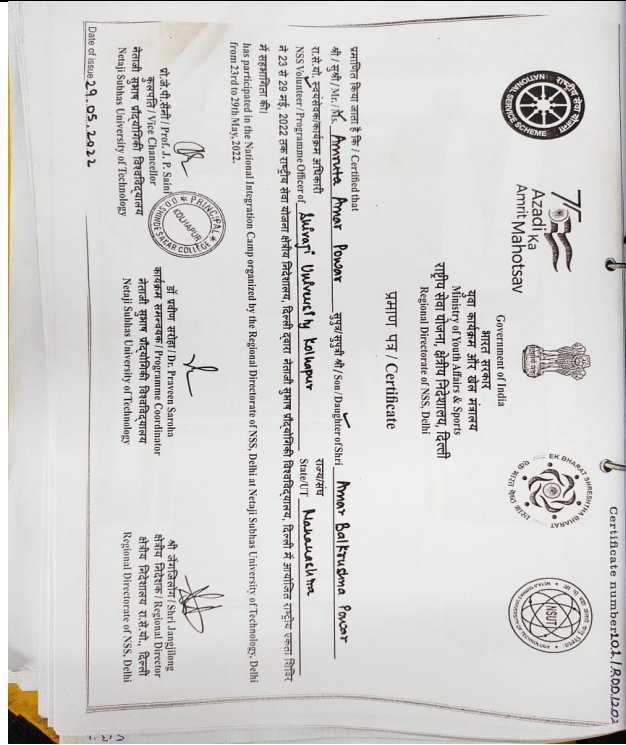 Certificate number 101/RDD/202
राष्ट्रीय सेवा योजना
NATIONAL SERVICE SCHEME
75
Azadi Ka
Amrit Mahotsav
EK BHARAT SHRESHTHA BHARAT
NSUT
Government of India
भारत सरकार
युवा कार्यक्रम और खेल मंत्रालय
Ministry of Youth Affairs & Sports
राष्ट्रीय सेवा योजना, क्षेत्रीय निदेशालय, दिल्ली
Regional Directorate of NSS, Delhi
प्रमाण पत्र / Certificate
प्रमाणित किया जाता है कि / Certified that
श्री / सुश्री /Mr. /Ms. Amruta Amar Powar सुपुत्र/सुपुत्री श्री/ Son /Daughter of Shri Amar Balkrushna Powar
रा.से.यो. स्वयंसेवक/कार्यक्रम अधिकारी राज्य/संघ
NSS Volunteer / Programme Officer of Shivaji University Kolhapur State/UT Maharashtra
ने 23 से 29 मई, 2022 तक राष्ट्रीय सेवा योजना क्षेत्रीय निदेशालय, दिल्ली द्वारा नेताजी सुभाष प्रौद्योगिकी विश्वविद्यालय, दिल्ली में आयोजित राष्ट्रीय एकता शिविर
में सहभागिता की।
has participated in the National Integration Camp organized by the Regional Directorate of NSS, Delhi at Netaji Subhas University of Technology, Delhi
from 23rd to 29th May, 2022.
प्रो.जे.पी.सैनी / Prof. J. P. Saini
कुलपति / Vice Chancellor
नेताजी सुभाष प्रौद्योगिकी विश्वविद्यालय
Netaji Subhas University of Technology
PRINCIPAL
KOLHAPUR
COLLEGE
डॉ प्रवीण सरोहा / Dr. Praveen Saroha
कार्यक्रम समन्वयक / Programme Coordinator
नेताजी सुभाष प्रौद्योगिकी विश्वविद्यालय
Netaji Subhas University of Technology
श्री जंगजिलोंग / Shri Jangjilong
क्षेत्रीय निदेशक / Regional Director
क्षेत्रीय निदेशालय रा.से.यो., दिल्ली
Regional Directorate of NSS, Delhi
Date of issue 29.05.2022